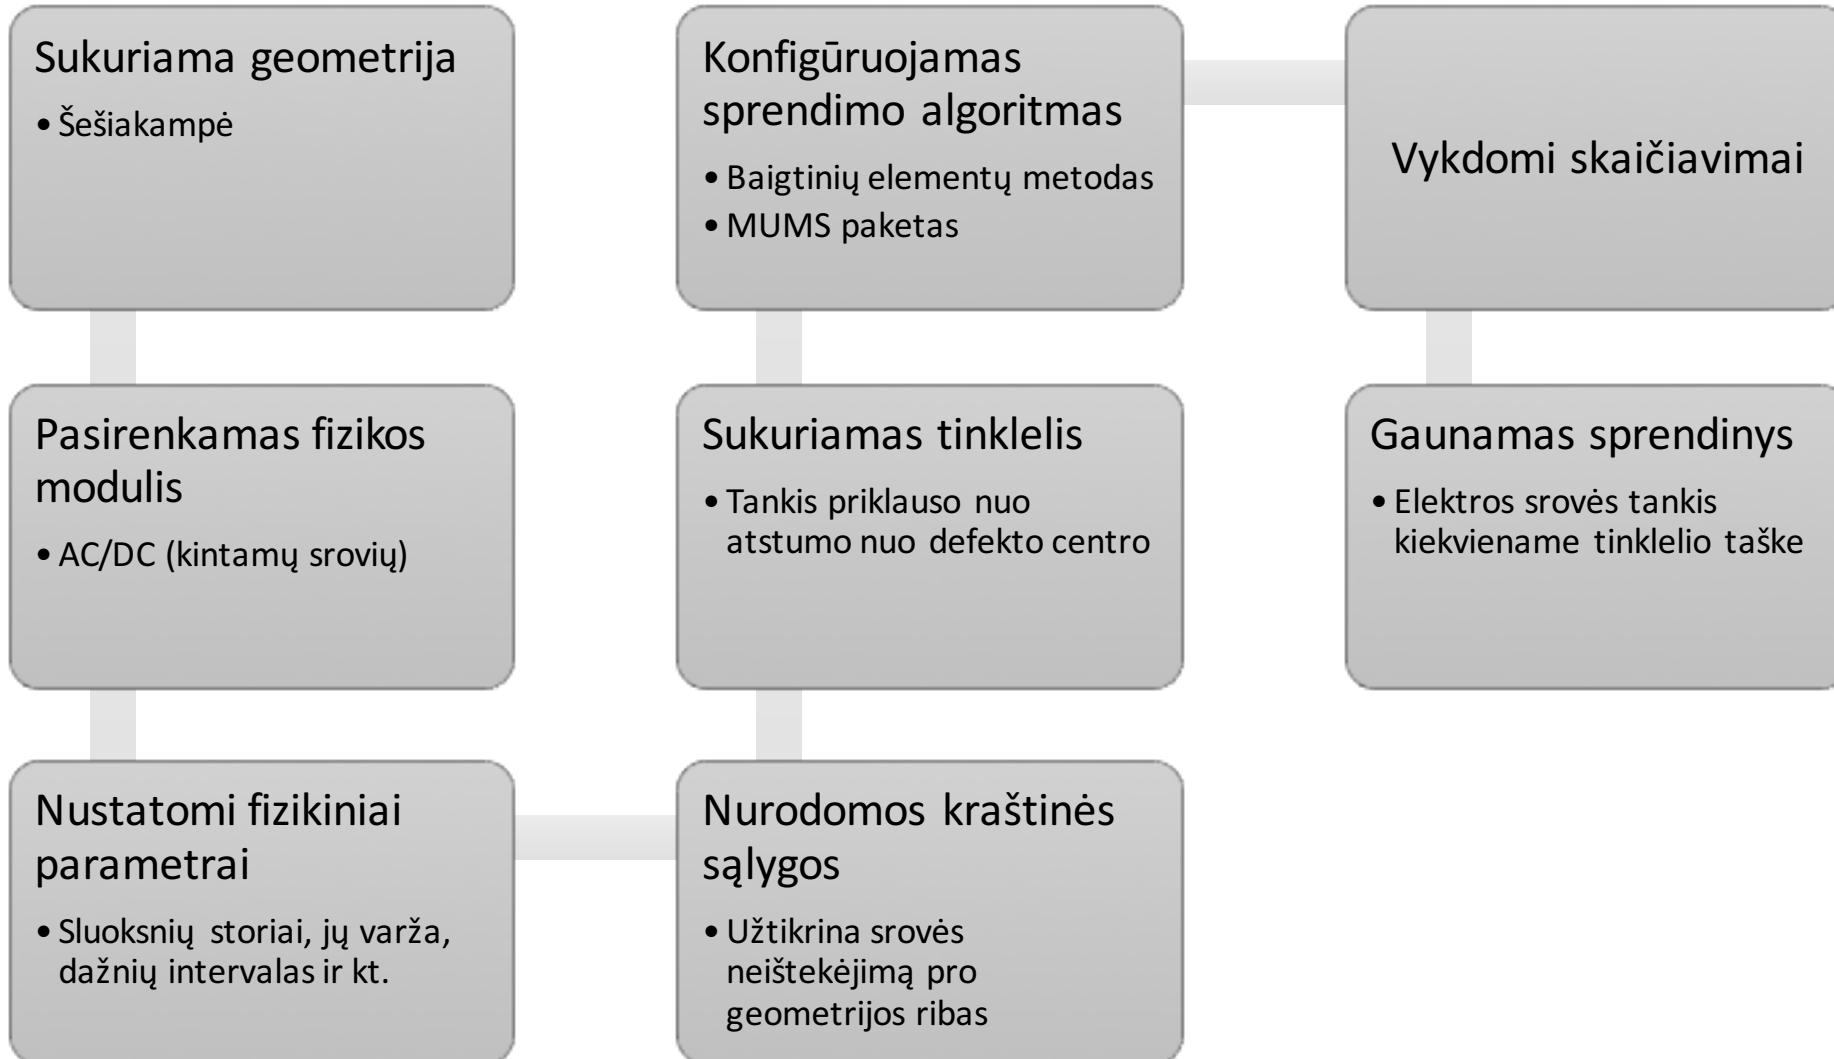 Sukuriama geometrija
• Šešiakampė
Pasirenkamas fizikos
modulis
• AC/DC (kintamų srovių)
Nustatomi fizikiniai
parametrai
• Sluoksnių storiai, jų varža,
dažnių intervalas ir kt.
Nurodomos kraštinės
sąlygos
• Užtikrina srovės
neištekėjimą pro
geometrijos ribas
Sukuriamas tinklelis
• Tankis priklauso nuo
atstumo nuo defekto centro
Konfigūruojamas
sprendimo algoritmas
• Baigtinių elementų metodas
• MUMS paketas
Vykdomi skaičiavimai
Gaunamas sprendinys
• Elektros srovės tankis
kiekviename tinklelio taške